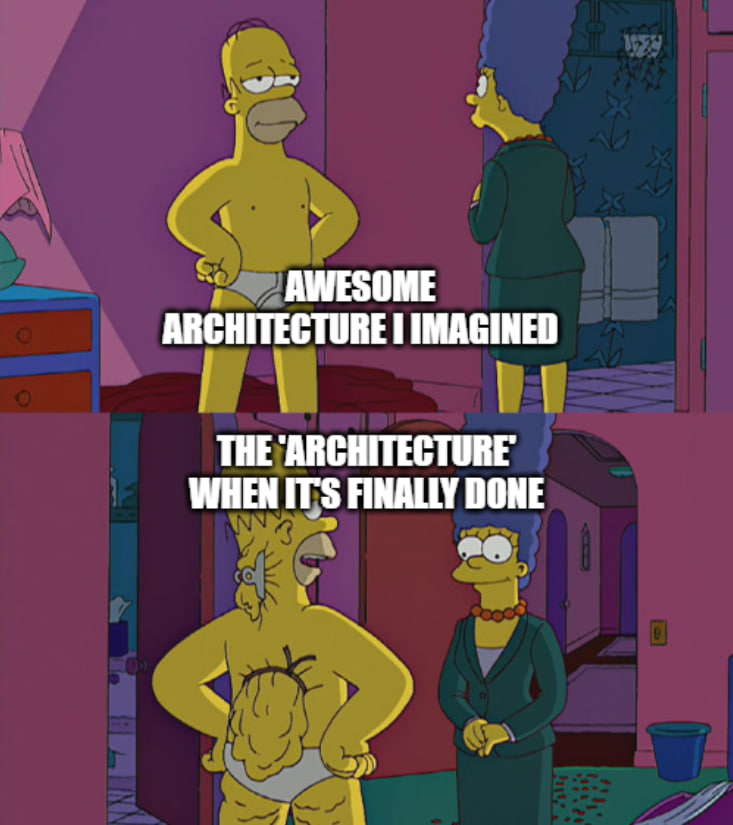 AWESOME
ARCHITECTURE I IMAGINED
THE 'ARCHITECTURE'
WHEN IT'S FINALLY DONE